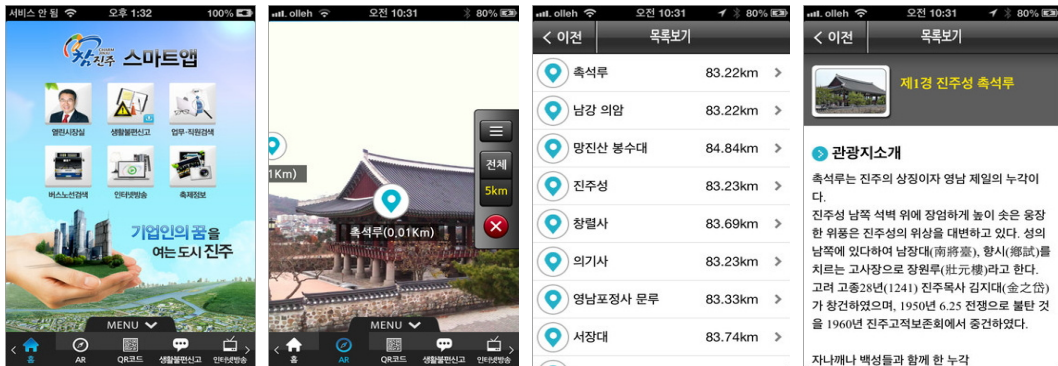 서비스 안 됨 오후 1:32 100%
참진주 스마트앱
열린시장실 생활불편신고 업무·직원검색
버스노선검색 인터넷방송 축제정보
기업인의 꿈을
여는도시 진주
MENU
홈 AR QR코드 생활불편신고 인터넷방송
olleh 오전 10:31 80%
1Km)
전체
5km
촉석루(0,01Km)
MENU
홈 AR QR코드 생활불편신고 인터넷방송
olleh 오전 10:31 80%
이전 목록보기
촉석루 83.22km
남강 의암 83.22km
망진산 봉수대 84.84km
진주성 83.23km
창렬사 83.69km
의기사 83.23km
영남포정사 문루 83.33km
서장대 83.74km
olleh 오전 10:31 80%
이전 목록보기
제1경 진주성 촉석루
관광지소개
촉석루는 진주의 상징이자 영남 제일의 누각이
다.
진주성 남쪽 석벽 위에 장엄하게 높이 솟은 웅장
한 위풍은 진주성의 위상을 대변하고 있다. 성의
남쪽에 있다하여 남장대(南將臺), 향시(鄕試)를
치르는 고사장으로 장원루(壯元樓)라고 한다.
고려 고종28년(1241) 진주목사 김지대(金之岱)
가 창건하였으며, 1950년 6.25 전쟁으로 불탄 것
을 1960년 진주고적보존회에서 중건하였다.
자나깨나 백성들과 함께 한 누각